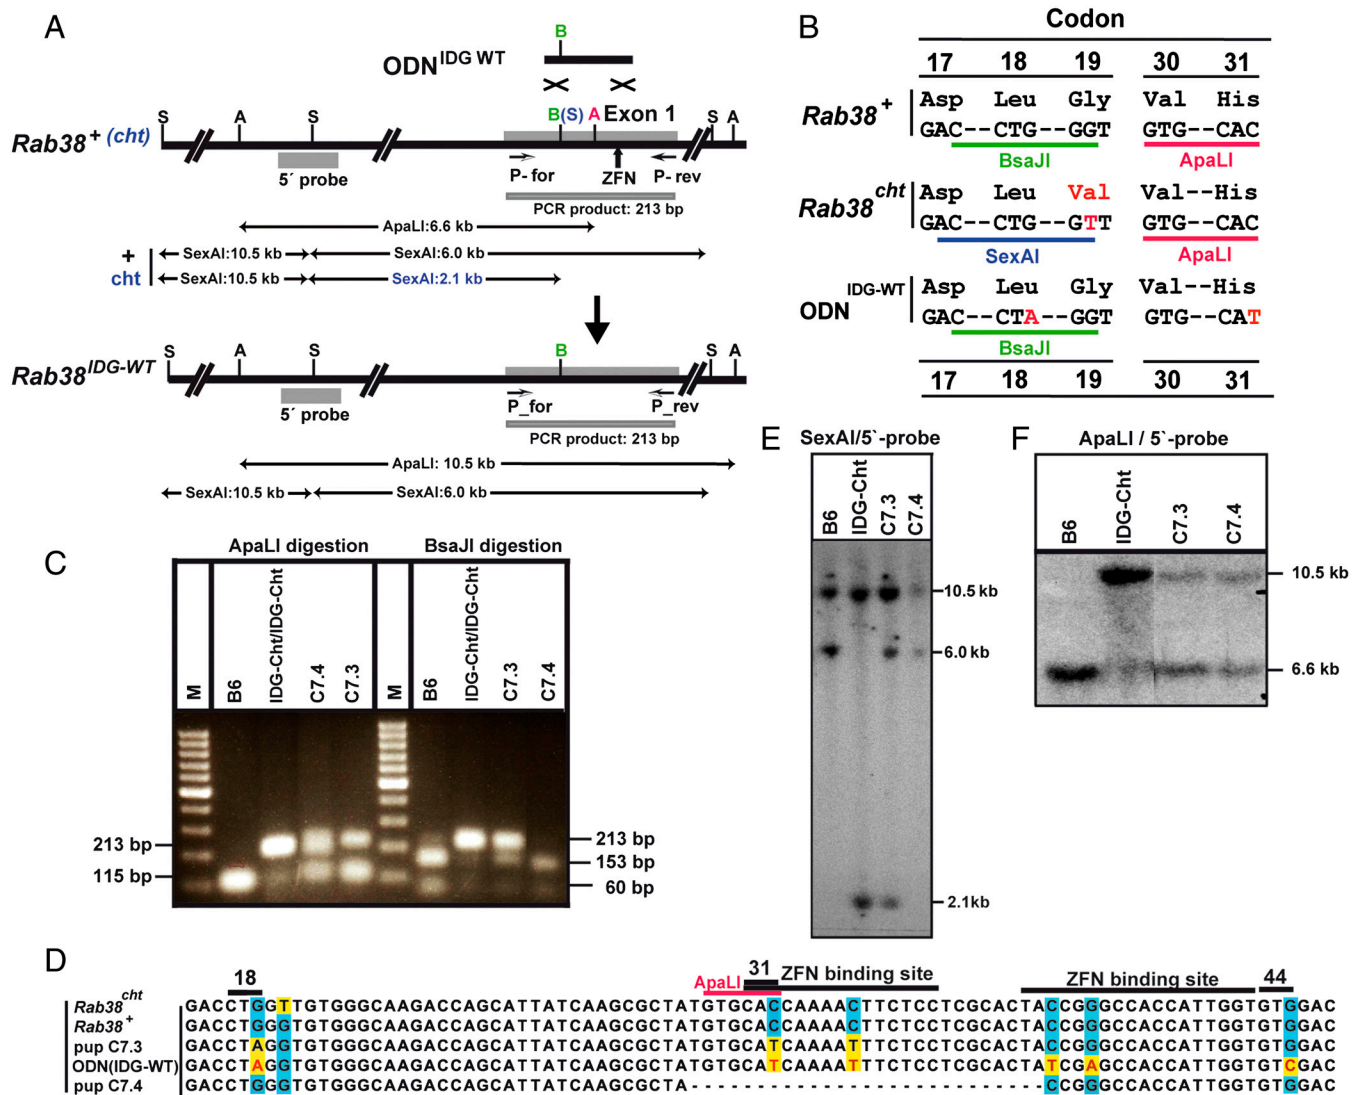 A
B
ODN IDG WT
S A S B(S) A Exon 1 S A
Rab38 + (cht)
5´ probe
P- for ZFN P- rev
PCR product: 213 bp
ApaLI:6.6 kb
+ SexAI:10.5 kb SexAI:6.0 kb
cht SexAI:10.5 kb SexAI:2.1 kb
S A S B S A
Rab38 IDG-WT
5´ probe
P_for P_rev
PCR product: 213 bp
ApaLI: 10.5 kb
SexAI:10.5 kb SexAI:6.0 kb
B
Codon
17 18 19 30 31
Asp Leu Gly Val His
Rab38 +
GAC--CTG--GGT GTG--CAC
BsaJI ApaLI
Asp Leu Val Val--His
Rab38 cht
GAC--CTG--GTT GTG--CAC
SexAI ApaLI
Asp Leu Gly Val--His
ODN IDG-WT
GAC--CTA--GGT GTG--CAT
BsaJI
17 18 19 30 31
C
ApaLI digestion BsaJI digestion
M B6 IDG-Cht/IDG-Cht C7.4 C7.3 M B6 IDG-Cht/IDG-Cht C7.3 C7.4
213 bp
115 bp
213 bp
153 bp
60 bp
E
SexAI/5`-probe
B6 IDG-Cht C7.3 C7.4
10.5 kb
6.0 kb
2.1kb
F
ApaLI / 5`-probe
B6 IDG-Cht C7.3 C7.4
10.5 kb
6.6 kb
D
18 ApaLI 31 ZFN binding site ZFN binding site 44
Rab38 cht GACCTGGTTGTGGGCAAGACCAGCATTATCAAGCGCTATGTGCACCAAAACTTCTCCTCGCACTACCGGGCCACCATTGGTGTGGAC
Rab38 + GACCTGGGTGTGGGCAAGACCAGCATTATCAAGCGCTATGTGCACCAAAACTTCTCCTCGCACTACCGGGCCACCATTGGTGTGGAC
pup C7.3 GACCTAGGTGTGGGCAAGACCAGCATTATCAAGCGCTATGTGCATCAAAATTTCTCCTCGCACTACCGGGCCACCATTGGTGTGGAC
ODN(IDG-WT) GACCTAGGTGTGGGCAAGACCAGCATTATCAAGCGCTATGTGCATCAAAATTTCTCCTCGCACTATCGAGCCACCATTGGTGTCGAC
pup C7.4 GACCTGGGTGTGGGCAAGACCAGCATTATCAAGCGCTA---------------------------CCGGGCCACCATTGGTGTGGAC